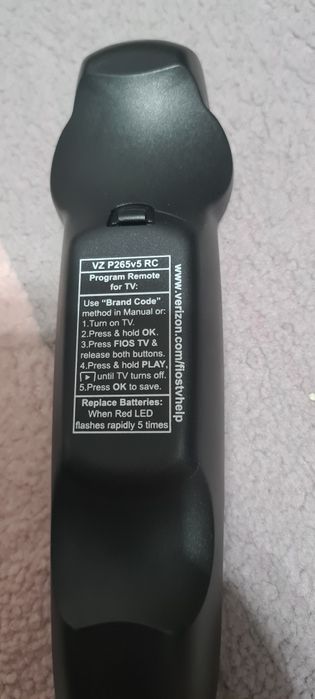 VZ P265v5 RC
Program Remote
for TV:
Use "Brand Code"
method in Manual or:
1.Turn on TV.
2.Press & hold OK.
3.Press FIOS TV &
release both buttons.
4.Press & hold PLAY,
until TV turns off.
5.Press OK to save.
Replace Batteries:
When Red LED
flashes rapidly 5 times
www.verizon.com/fiostvhelp